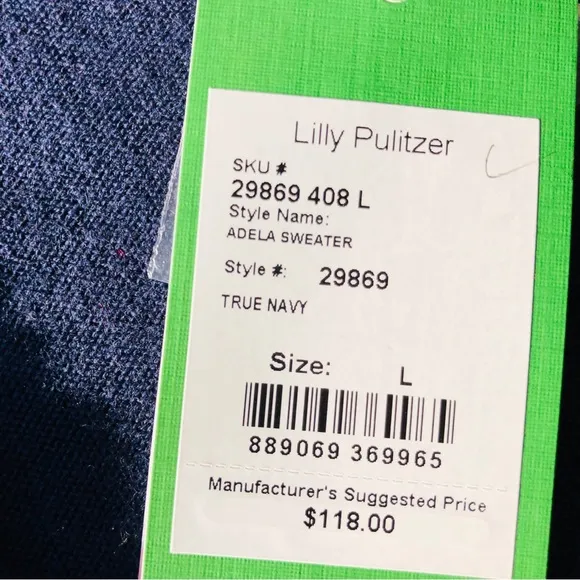 Lilly Pulitzer
SKU #
29869 408 L
Style Name:
ADELA SWEATER
Style #: 29869
TRUE NAVY
Size: L
889069 369965
Manufacturer's Suggested Price
$118.00